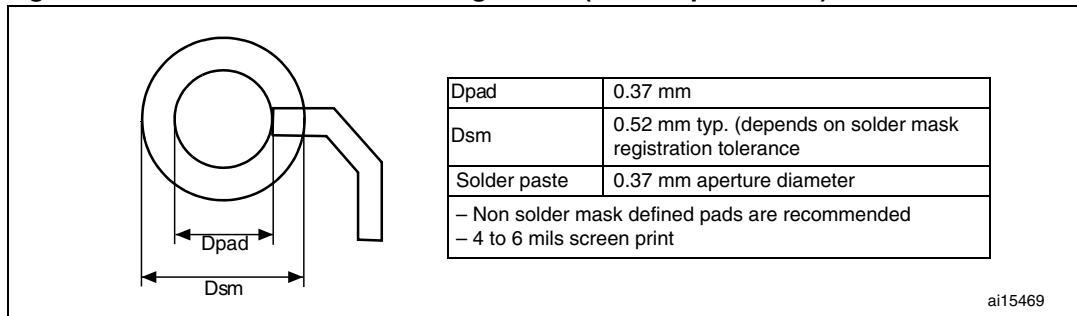 Dpad
Dsm
Dpad 0.37 mm
Dsm 0.52 mm typ. (depends on solder mask
registration tolerance
Solder paste 0.37 mm aperture diameter
– Non solder mask defined pads are recommended
– 4 to 6 mils screen print
ai15469